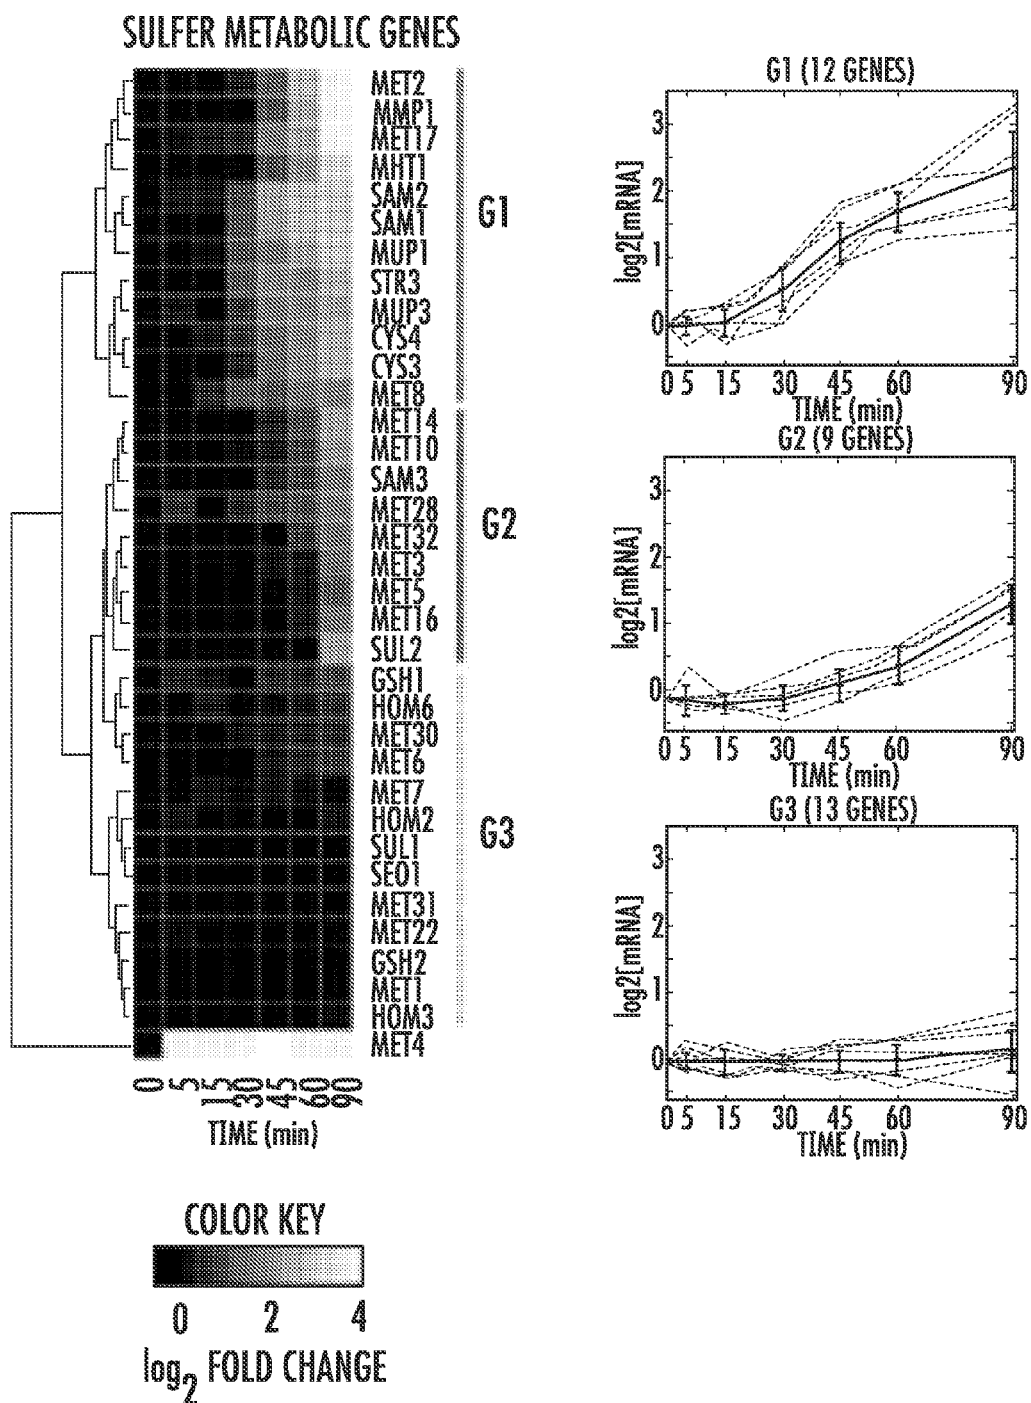 SULFER METABOLIC GENES
MET2
MMP1
MET17
MHT1
SAM2
SAM1
MUP1
STR3
MUP3
CYS4
CYS3
MET8
MET14
MET10
SAM3
MET28
MET32
MET3
MET5
MET16
SUL2
GSH1
HOM6
MET30
MET6
MET7
HOM2
SUL1
SEO1
MET31
MET22
GSH2
MET1
HOM3
MET4
G1
G2
G3
0 5 15 30 45 60 90
TIME (min)
COLOR KEY
0 2 4
log2 FOLD CHANGE
G1 (12 GENES)
log2[mRNA]
3
2
1
0
0 5 15 30 45 60 90
TIME (min)
G2 (9 GENES)
log2[mRNA]
3
2
1
0
0 5 15 30 45 60 90
TIME (min)
G3 (13 GENES)
log2[mRNA]
3
2
1
0
0 5 15 30 45 60 90
TIME (min)